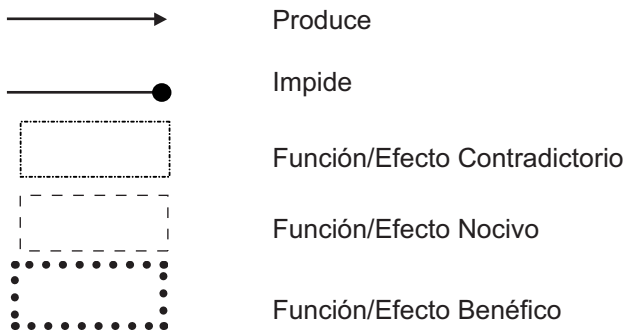 Produce
Impide
Función/Efecto Contradictorio
Función/Efecto Nocivo
Función/Efecto Benéfico